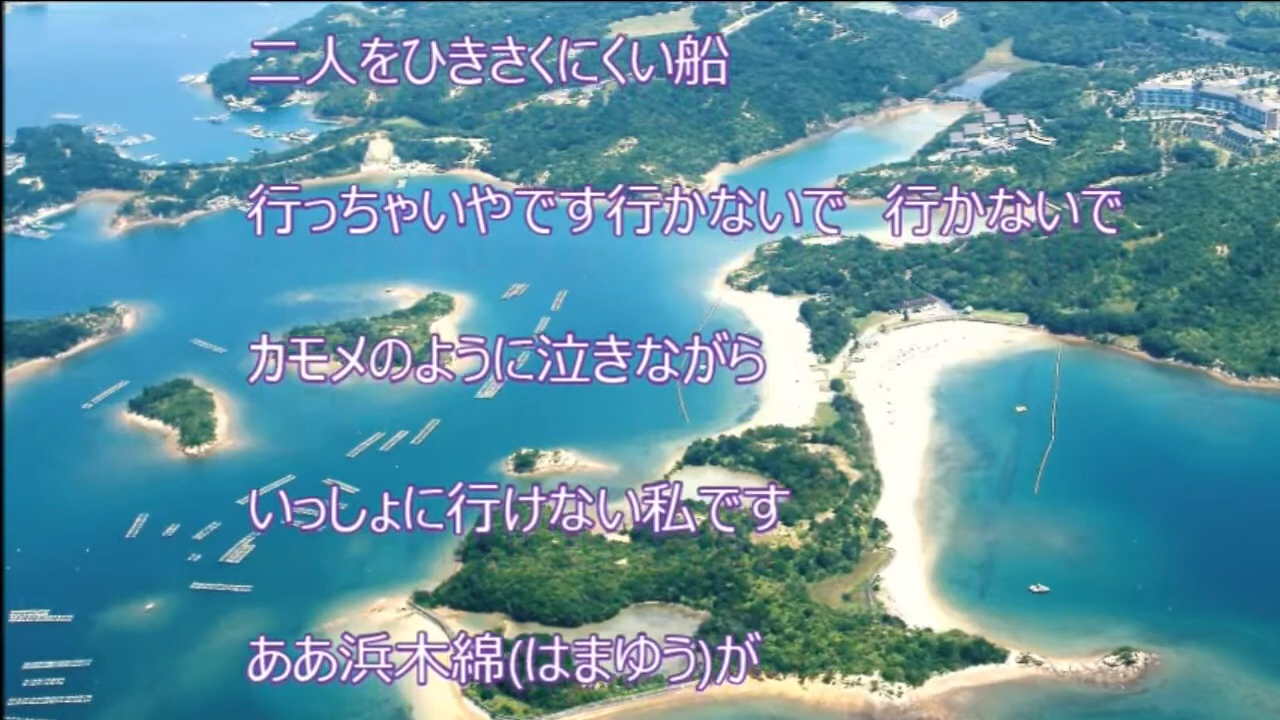 二人をひきさくにくい船
行っちゃいやです行かないで　行かないで
カモメのように泣きながら
いっしょに行けない私です
ああ浜木綿(はまゆう)が